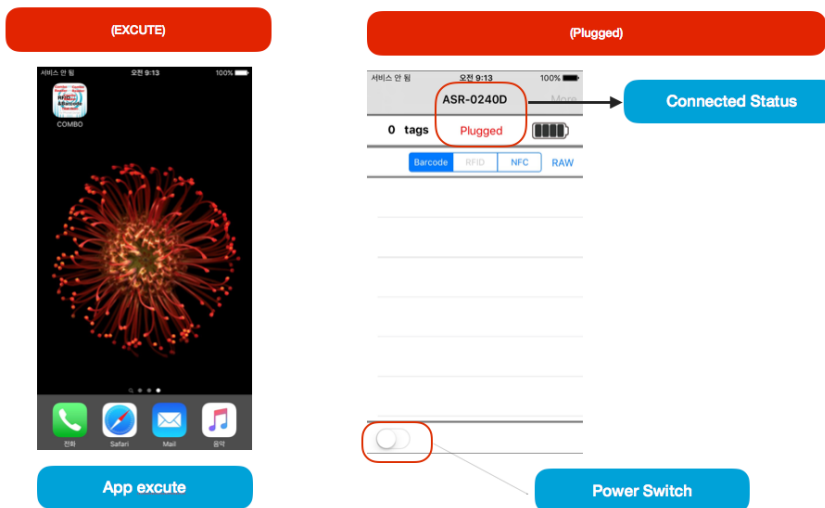 (EXCUTE)
(Plugged)
서비스 안 됨 오전 9:13 100%
COMBO
전화 Safari Mail 음악
App excute
서비스 안 됨 오전 9:13 100%
ASR-0240D More
0 tags Plugged
Barcode RFID NFC RAW
Connected Status
Power Switch